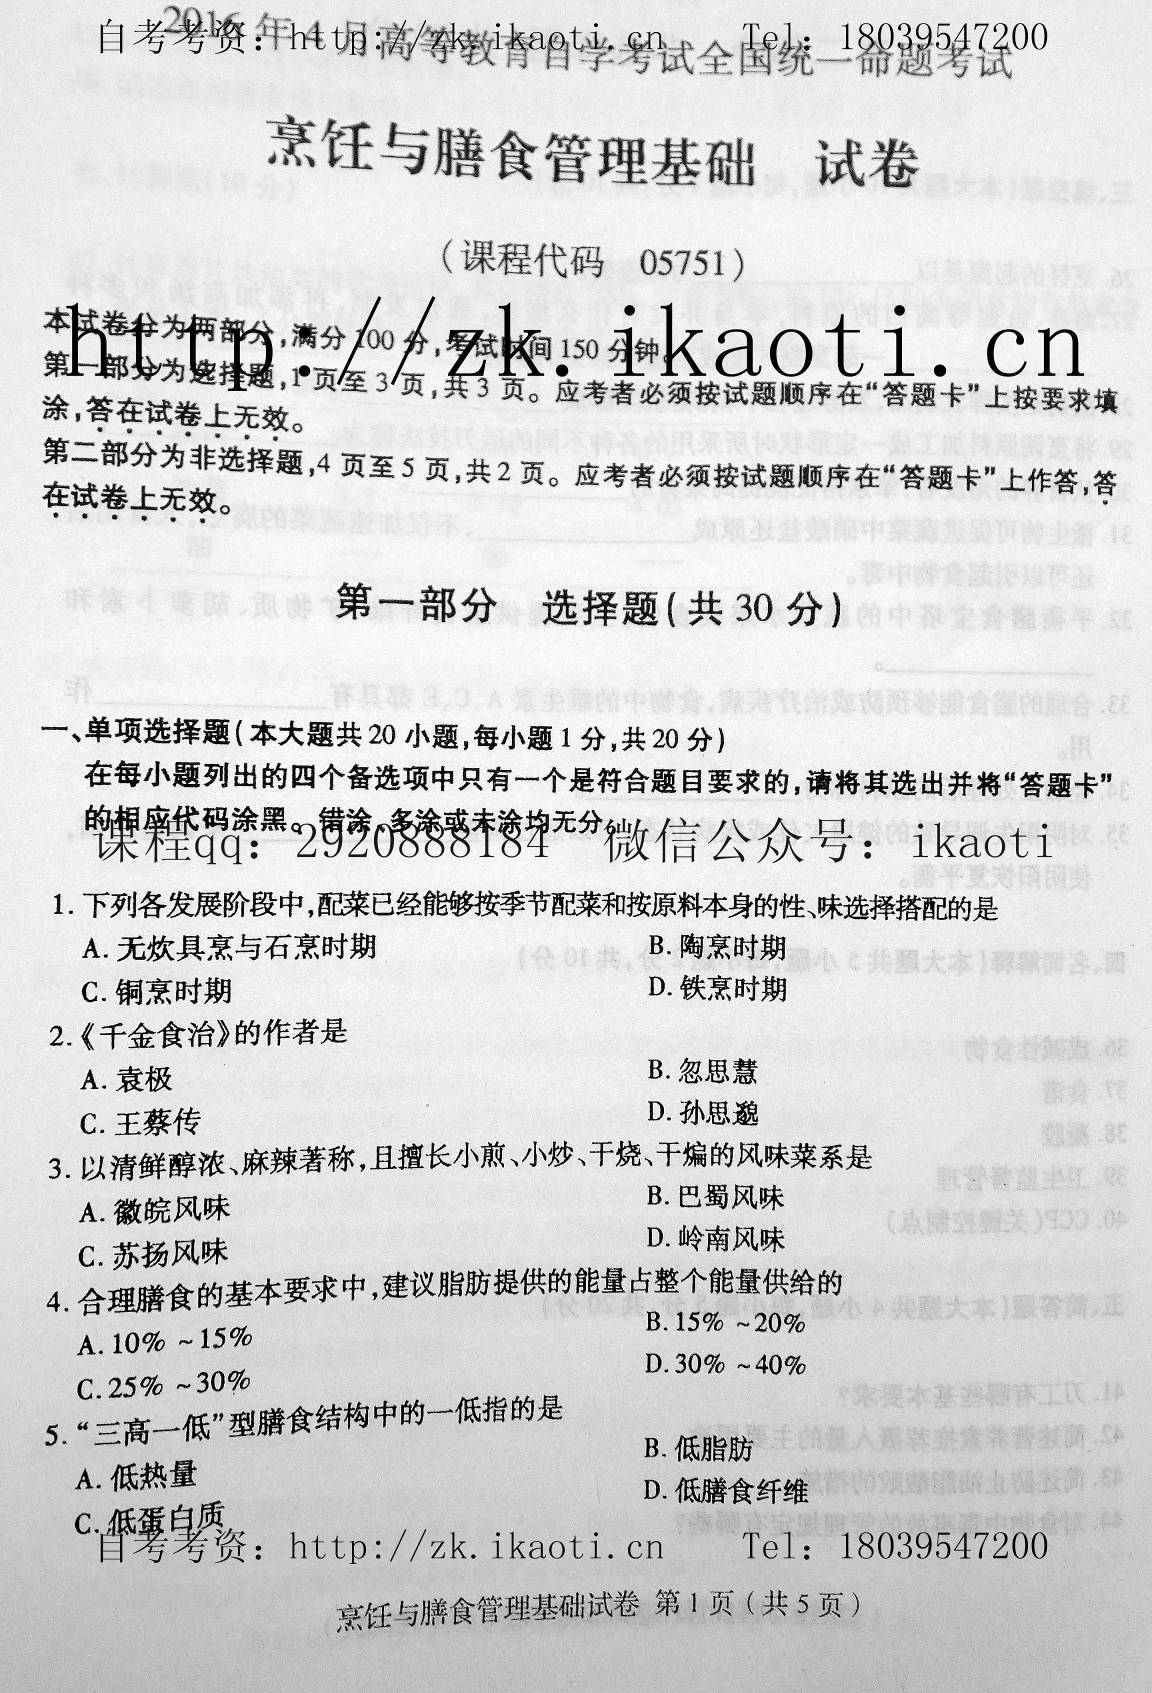 2016年4月高等教育自学考试全国统一命题考试
自考考资：http://zk.ikaoti.cn Tel：18039547200
烹饪与膳食管理基础 试卷
（课程代码 05751）
http://zk.ikaoti.cn
本试卷分为两部分,满分100分,考试时间150分钟。
第一部分为选择题,1页至3页,共3页。应考者必须按试题顺序在“答题卡”上按要求填
涂,答在试卷上无效。
第二部分为非选择题,4页至5页,共2页。应考者必须按试题顺序在“答题卡”上作答,答
在试卷上无效。
第一部分 选择题(共30分)
一、单项选择题(本大题共20小题,每小题1分,共20分)
在每小题列出的四个备选项中只有一个是符合题目要求的,请将其选出并将“答题卡”
的相应代码涂黑。错涂、多涂或未涂均无分。
课程qq：2920888184 微信公众号：ikaoti
1. 下列各发展阶段中,配菜已经能够按季节配菜和按原料本身的性、味选择搭配的是
A. 无炊具烹与石烹时期 B. 陶烹时期
C. 铜烹时期 D. 铁烹时期
2.《千金食治》的作者是
A. 袁极 B. 忽思慧
C. 王蔡传 D. 孙思邈
3. 以清鲜醇浓、麻辣著称,且擅长小煎、小炒、干烧、干煸的风味菜系是
A. 徽皖风味 B. 巴蜀风味
C. 苏扬风味 D. 岭南风味
4. 合理膳食的基本要求中,建议脂肪提供的能量占整个能量供给的
A. 10% ~15% B. 15% ~20%
C. 25% ~30% D. 30% ~40%
5. “三高一低”型膳食结构中的一低指的是
A. 低热量 B. 低脂肪
C. 低蛋白质 D. 低膳食纤维
自考考资：http://zk.ikaoti.cn Tel：18039547200
烹饪与膳食管理基础试卷 第1页(共5页)